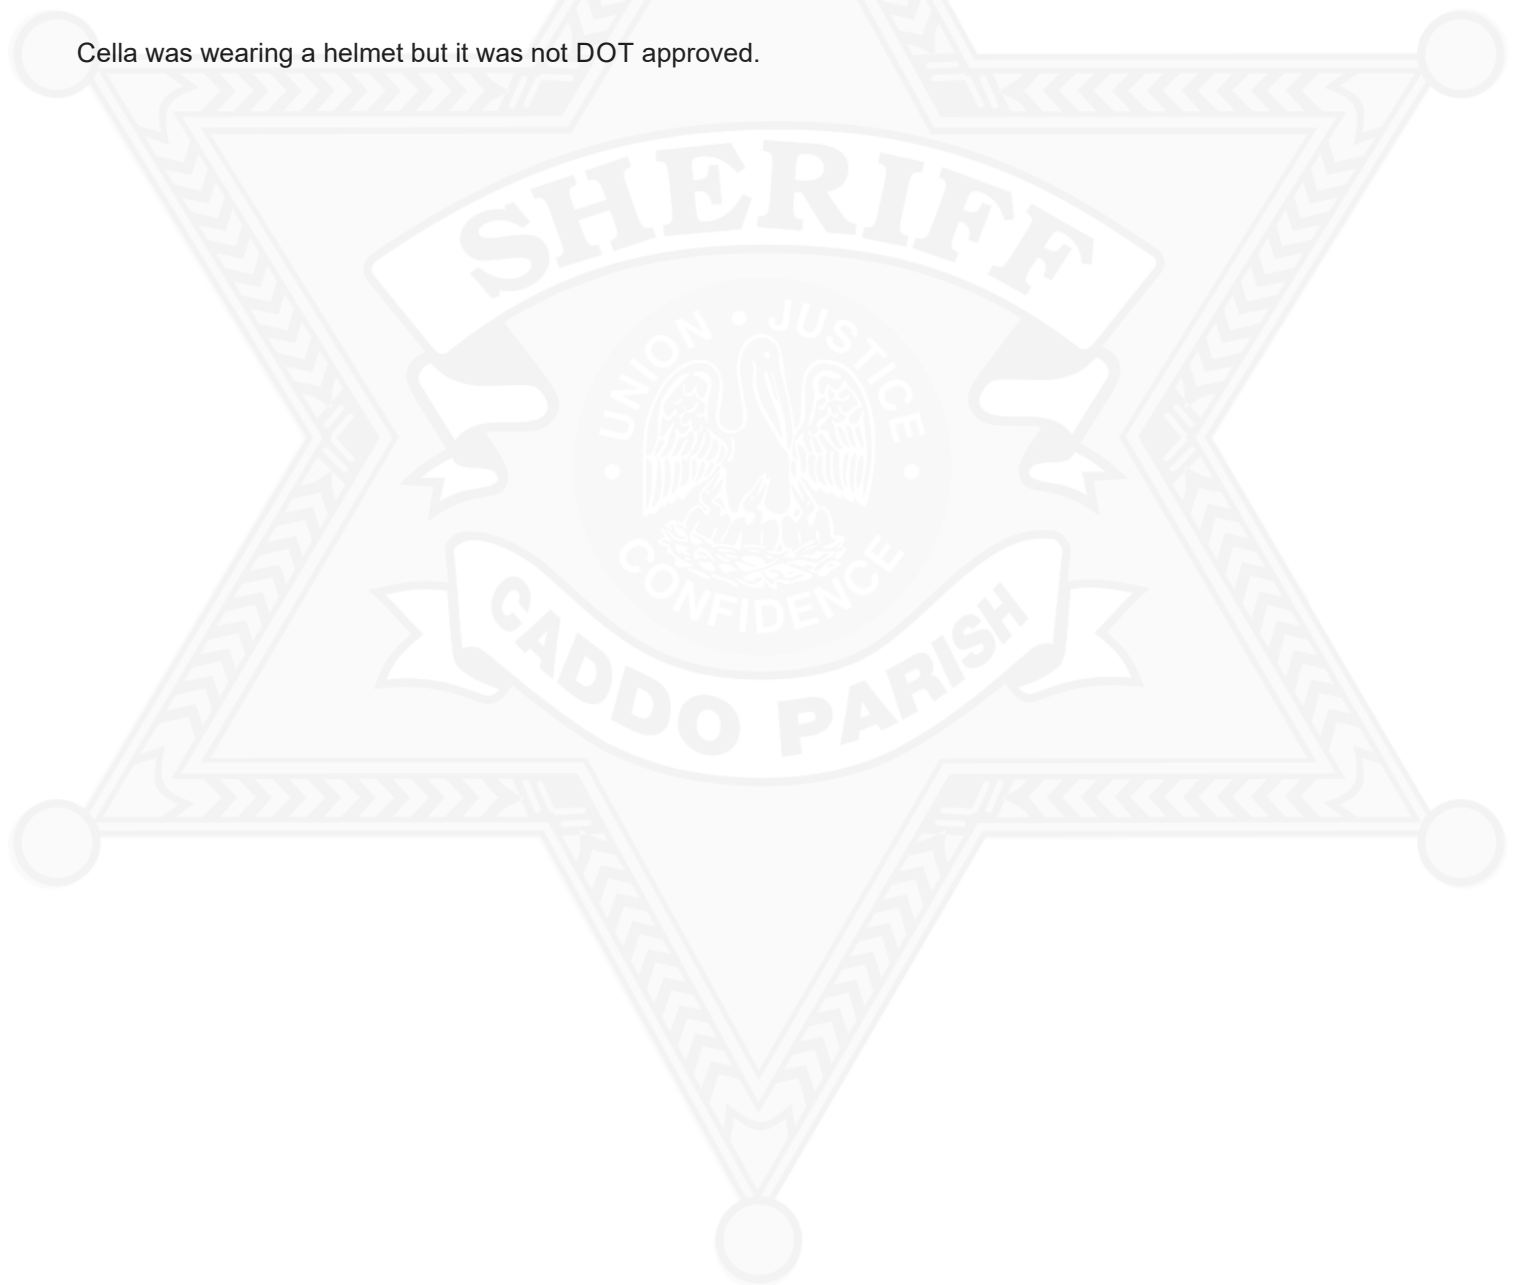 Cella was wearing a helmet but it was not DOT approved.
SHERIFF
UNION • JUSTICE
• CONFIDENCE •
CADDO PARISH